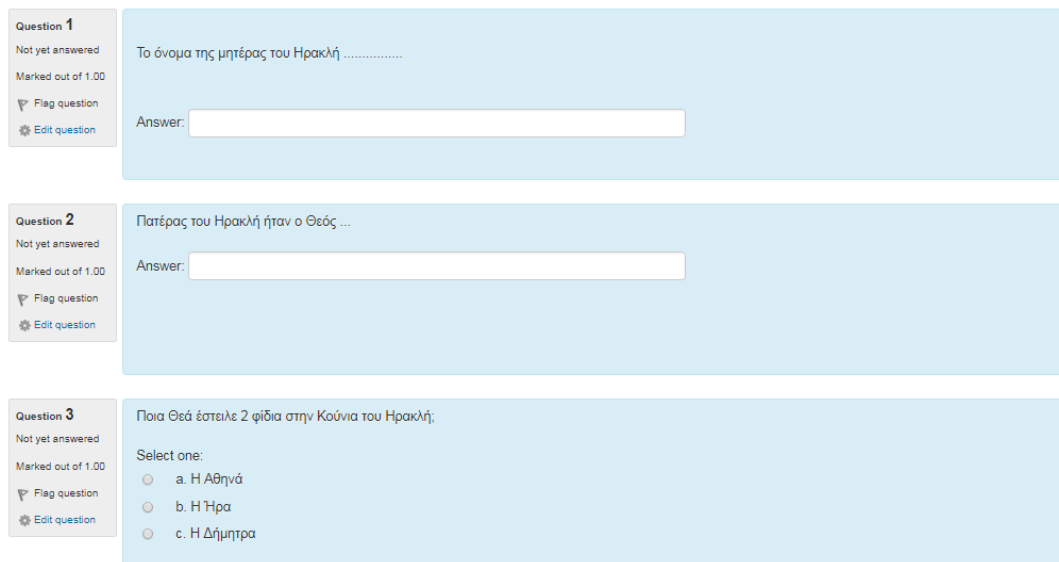 Question 1
Not yet answered
Marked out of 1.00
Flag question
Edit question
Το όνομα της μητέρας του Ηρακλή ................
Answer:
Question 2
Not yet answered
Marked out of 1.00
Flag question
Edit question
Πατέρας του Ηρακλή ήταν ο Θεός ...
Answer:
Question 3
Not yet answered
Marked out of 1.00
Flag question
Edit question
Ποια Θεά έστειλε 2 φίδια στην Κούνια του Ηρακλή;
Select one:
a. Η Αθηνά
b. Η Ήρα
c. Η Δήμητρα